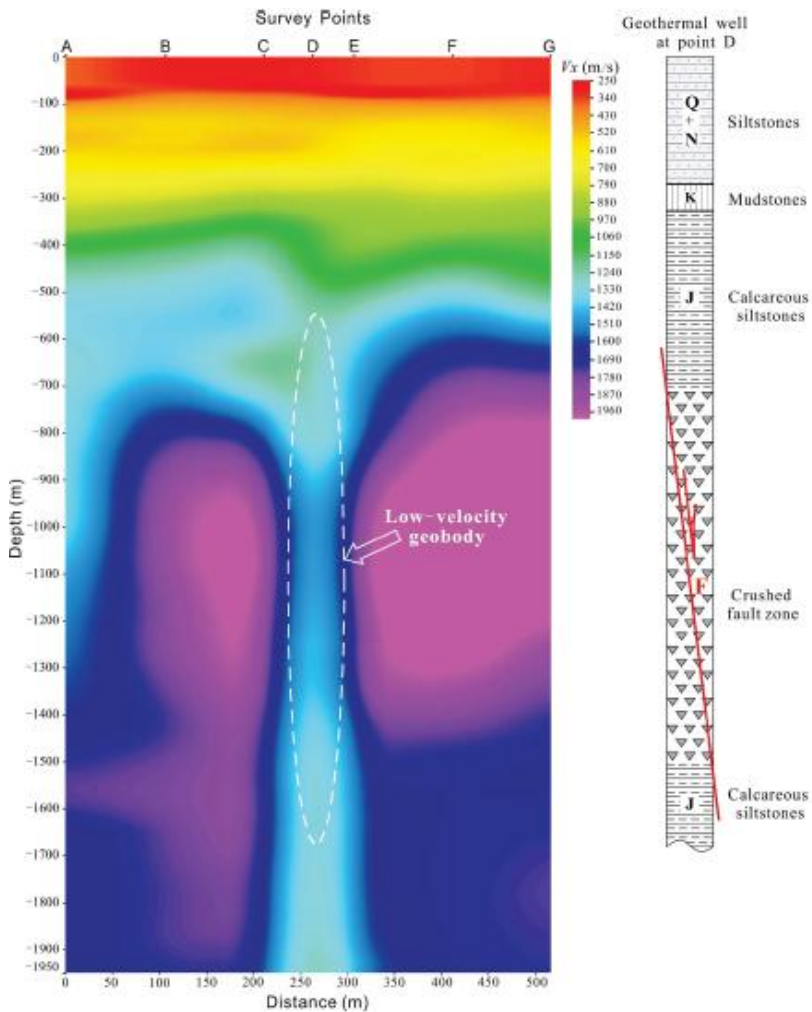 Survey Points
A B C D E F G
Vx (m/s)
250
340
430
520
610
700
790
880
970
1060
1150
1240
1330
1420
1510
1600
1690
1780
1870
1960
0
−100
−200
−300
−400
−500
−600
−700
−800
−900
−1000
−1100
−1200
−1300
−1400
−1500
−1600
−1700
−1800
−1900
−1950
Depth (m)
Low-velocity
geobody
0 50 100 150 200 250 300 350 400 450 500
Distance (m)
Geothermal well
at point D
Q
+
N
Siltstones
K
Mudstones
J
Calcareous
siltstones
F
Crushed
fault zone
J
Calcareous
siltstones